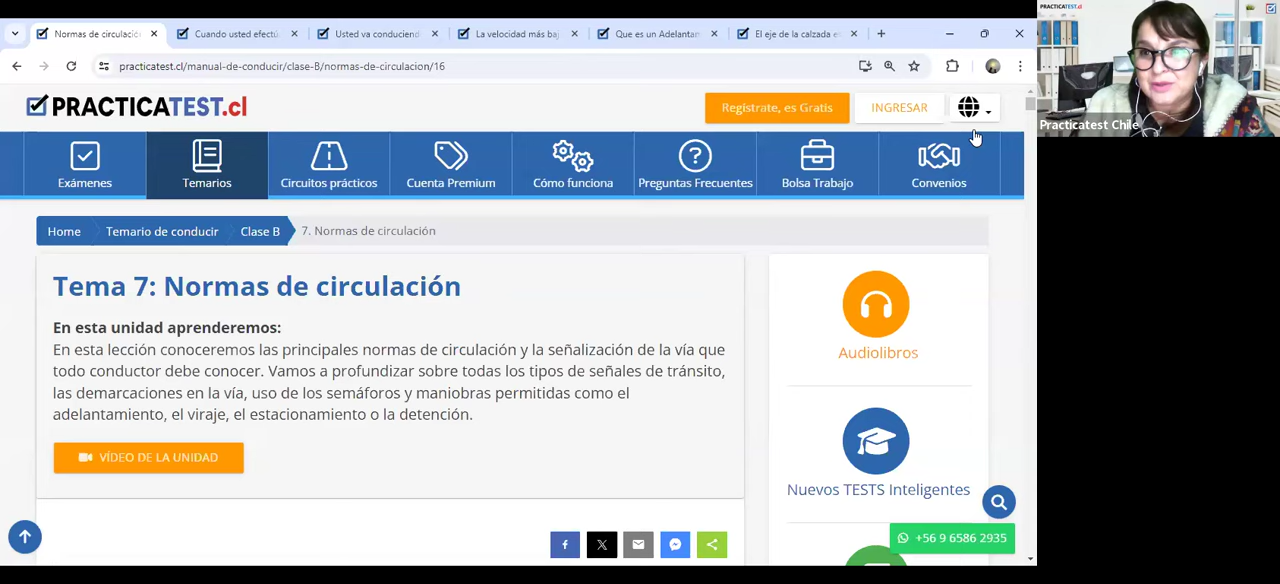 Normas de circulació
Cuando usted efectú
Usted va conduciend
La velocidad más baj
Que es un Adelantam
El eje de la calzada e
practicatest.cl/manual-de-conducir/clase-B/normas-de-circulacion/16
PRACTICATEST.cl
Regístrate, es Gratis
INGRESAR
PRACTICATEST.cl
Practicatest Chile
Exámenes
Temarios
Circuitos prácticos
Cuenta Premium
Cómo funciona
Preguntas Frecuentes
Bolsa Trabajo
Convenios
Home
Temario de conducir
Clase B
7. Normas de circulación
Tema 7: Normas de circulación
En esta unidad aprenderemos:
En esta lección conoceremos las principales normas de circulación y la señalización de la vía que
todo conductor debe conocer. Vamos a profundizar sobre todas los tipos de señales de tránsito,
las demarcaciones en la vía, uso de los semáforos y maniobras permitidas como el
adelantamiento, el viraje, el estacionamiento o la detención.
VÍDEO DE LA UNIDAD
Audiolibros
Nuevos TESTS Inteligentes
+56 9 6586 2935